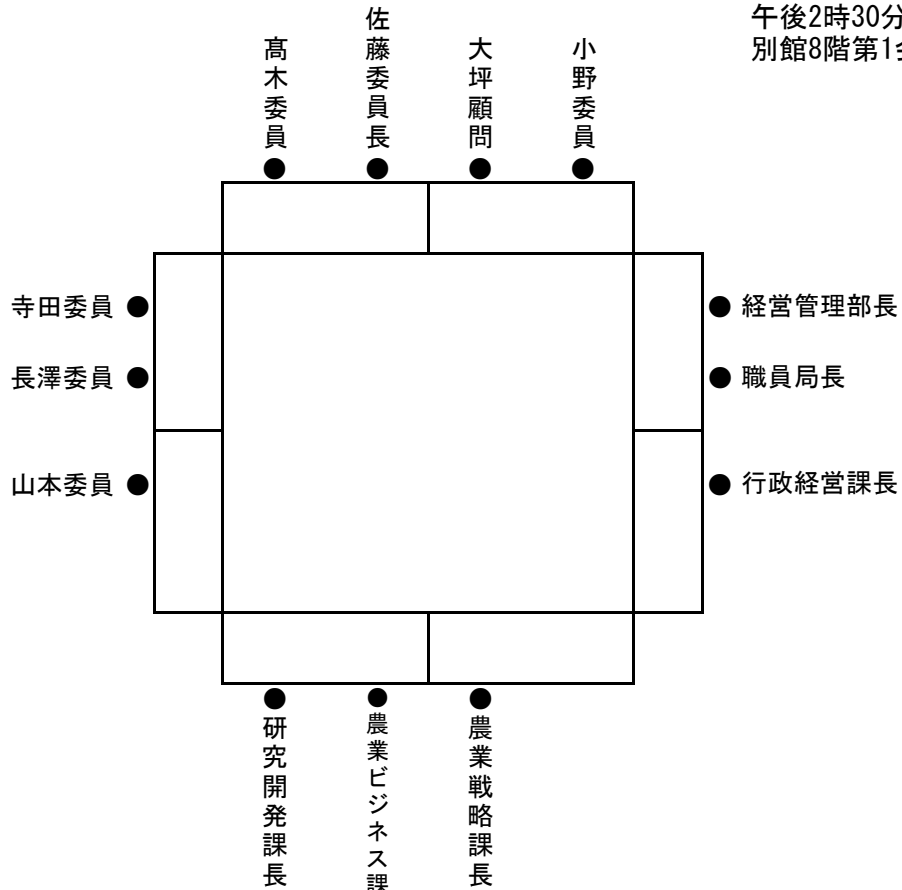 午後2時30分
別館8階第1会
髙木委員
佐藤委員長
大坪顧問
小野委員
寺田委員
長澤委員
山本委員
経営管理部長
職員局長
行政経営課長
研究開発課長
農業ビジネス課
農業戦略課長